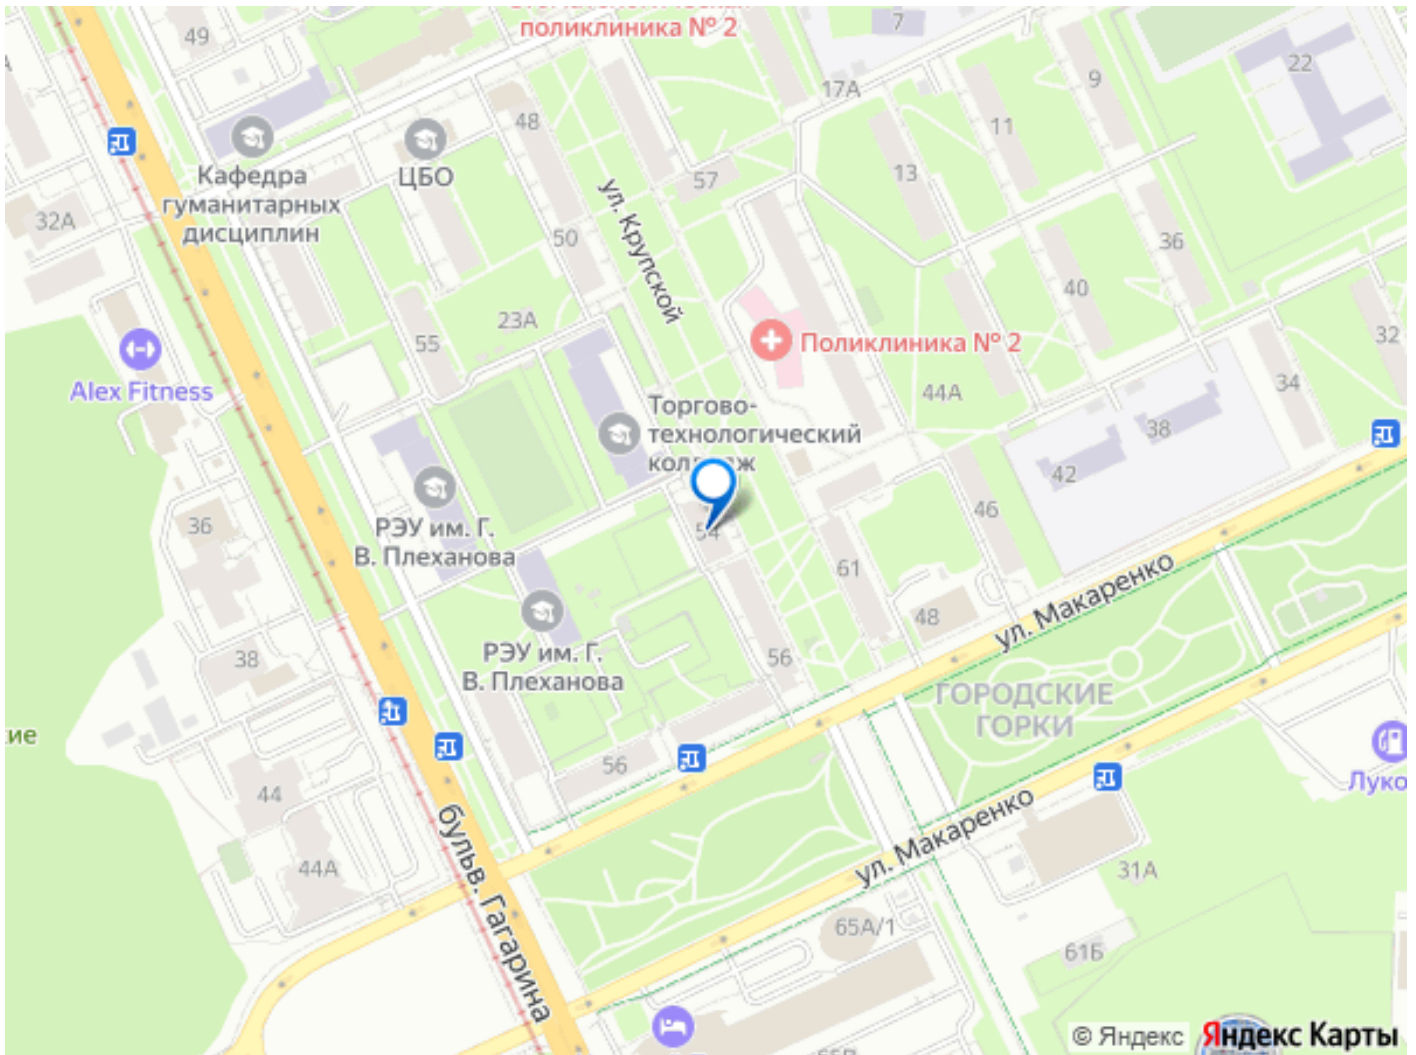 49
поликлиника № 2
7
22
9
17А
48
11
13
Кафедра
гуманитарных
дисциплин
ЦБО
57
32А
ул. Крупской
50
36
40
23А
55
Поликлиника № 2
32
Alex Fitness
34
44А
Торгово-
технологический
38
42
36
РЭУ им. Г.
В. Плеханова
46
54
61
ул. Макаренко
48
38
РЭУ им. Г.
В. Плеханова
56
ГОРОДСКИЕ
ГОРКИ
ие
56
44
Луко
бульв. Гагарина
ул. Макаренко
44А
31А
65А/1
61Б
© Яндекс
Яндекс Карты